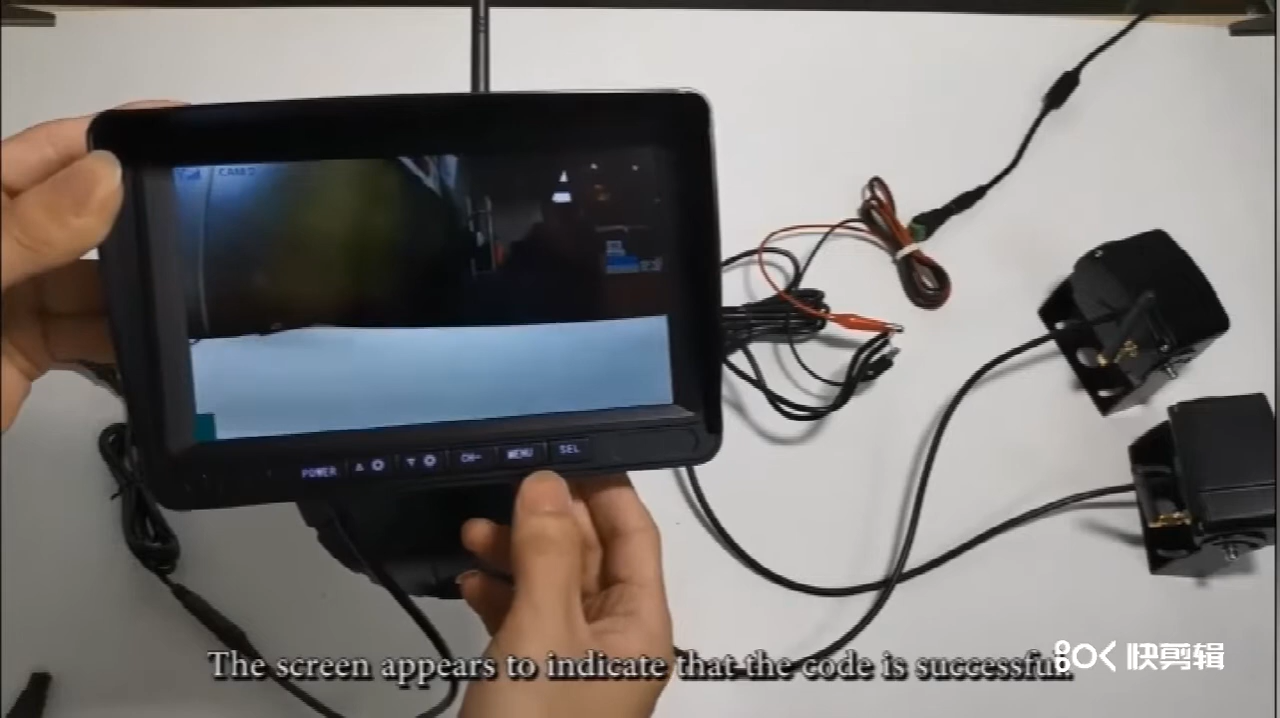 CAM2
POWER
CH-
MENU
SEL
The screen appears to indicate that the code is successful.
快剪辑